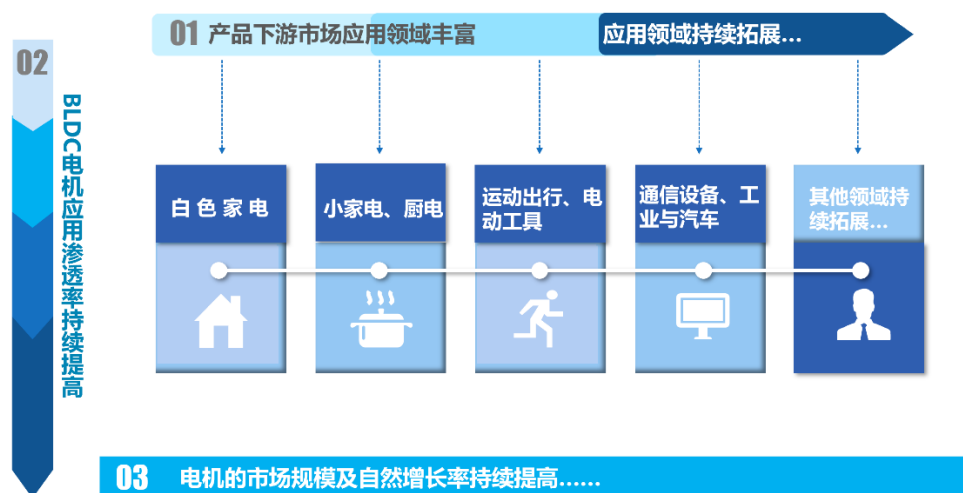 01 产品下游市场应用领域丰富
应用领域持续拓展...
02
BLDC电机应用渗透率持续提高
白色家电
小家电、厨电
运动出行、电
动工具
通信设备、工
业与汽车
其他领域持
续拓展...
03 电机的市场规模及自然增长率持续提高......